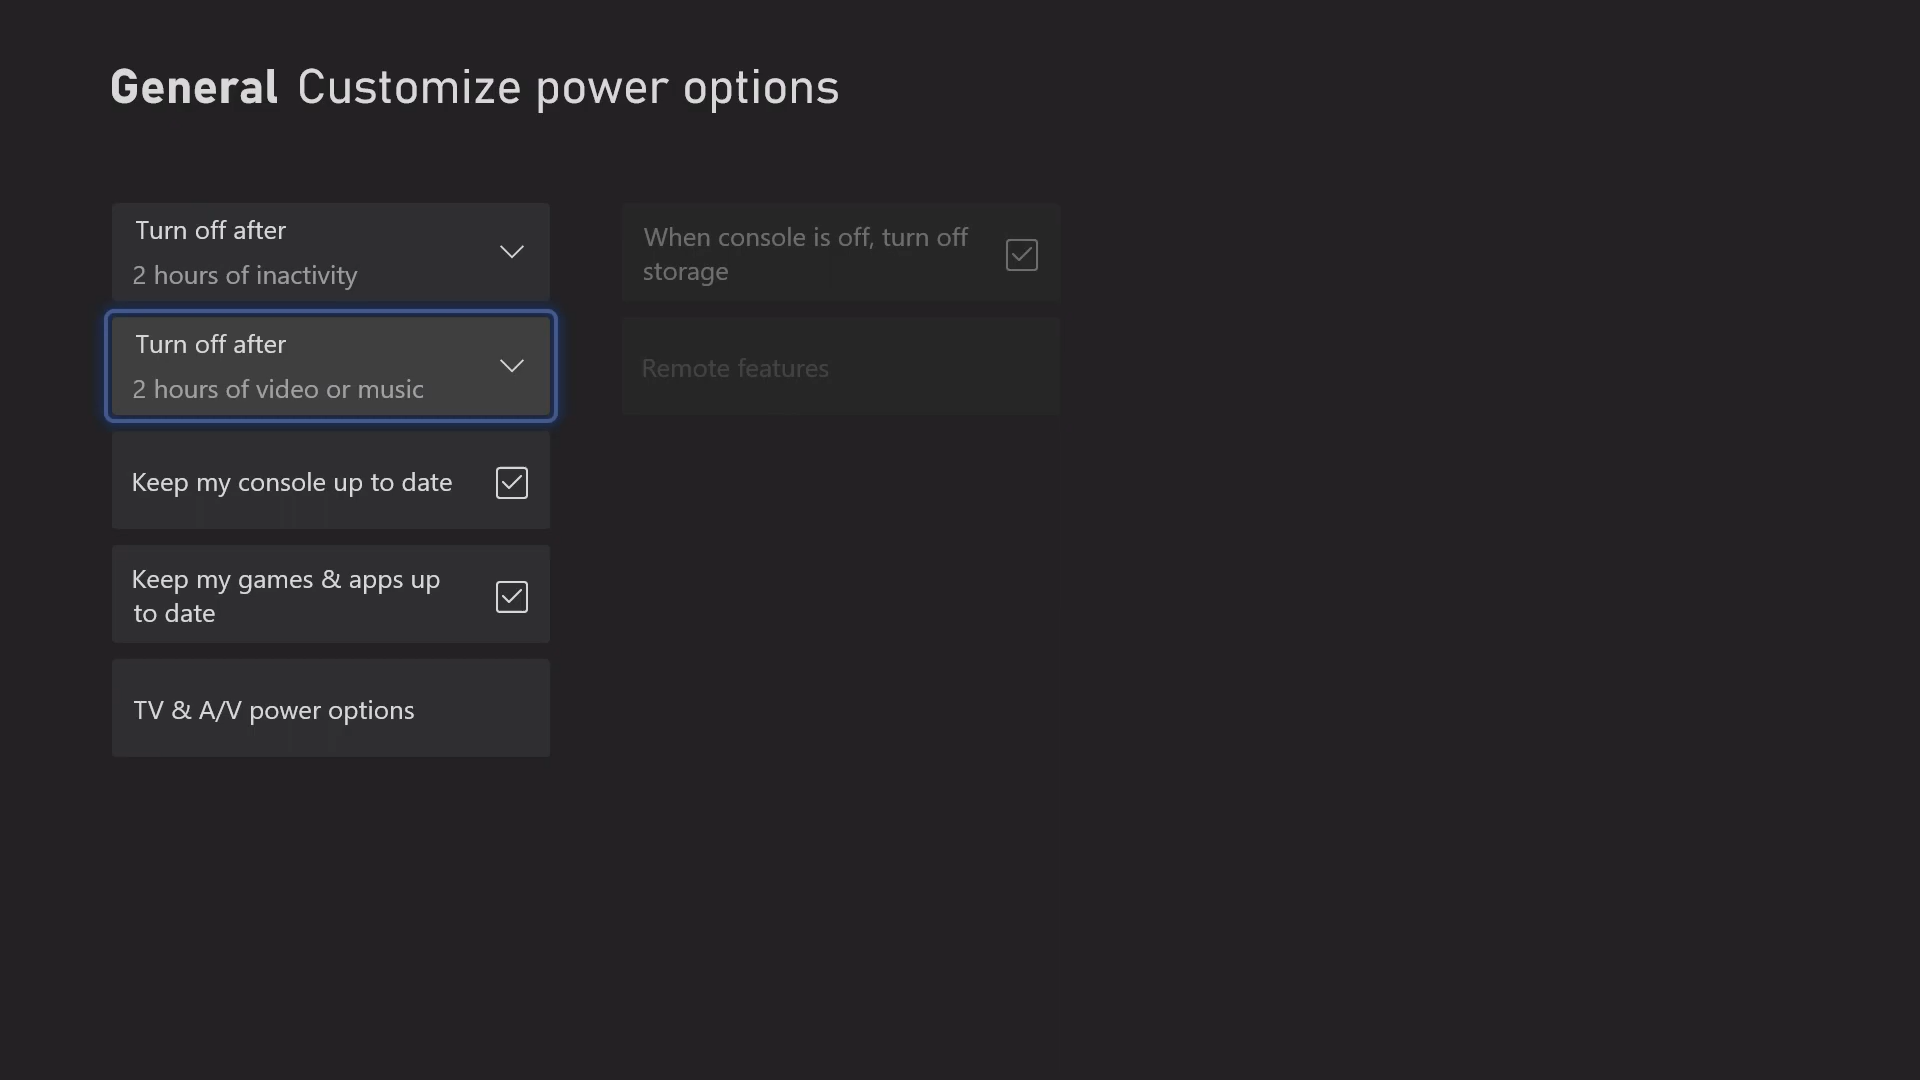 General Customize power options
Turn off after
2 hours of inactivity
Turn off after
2 hours of video or music
Keep my console up to date
Keep my games & apps up
to date
TV & A/V power options
When console is off, turn off
storage
Remote features